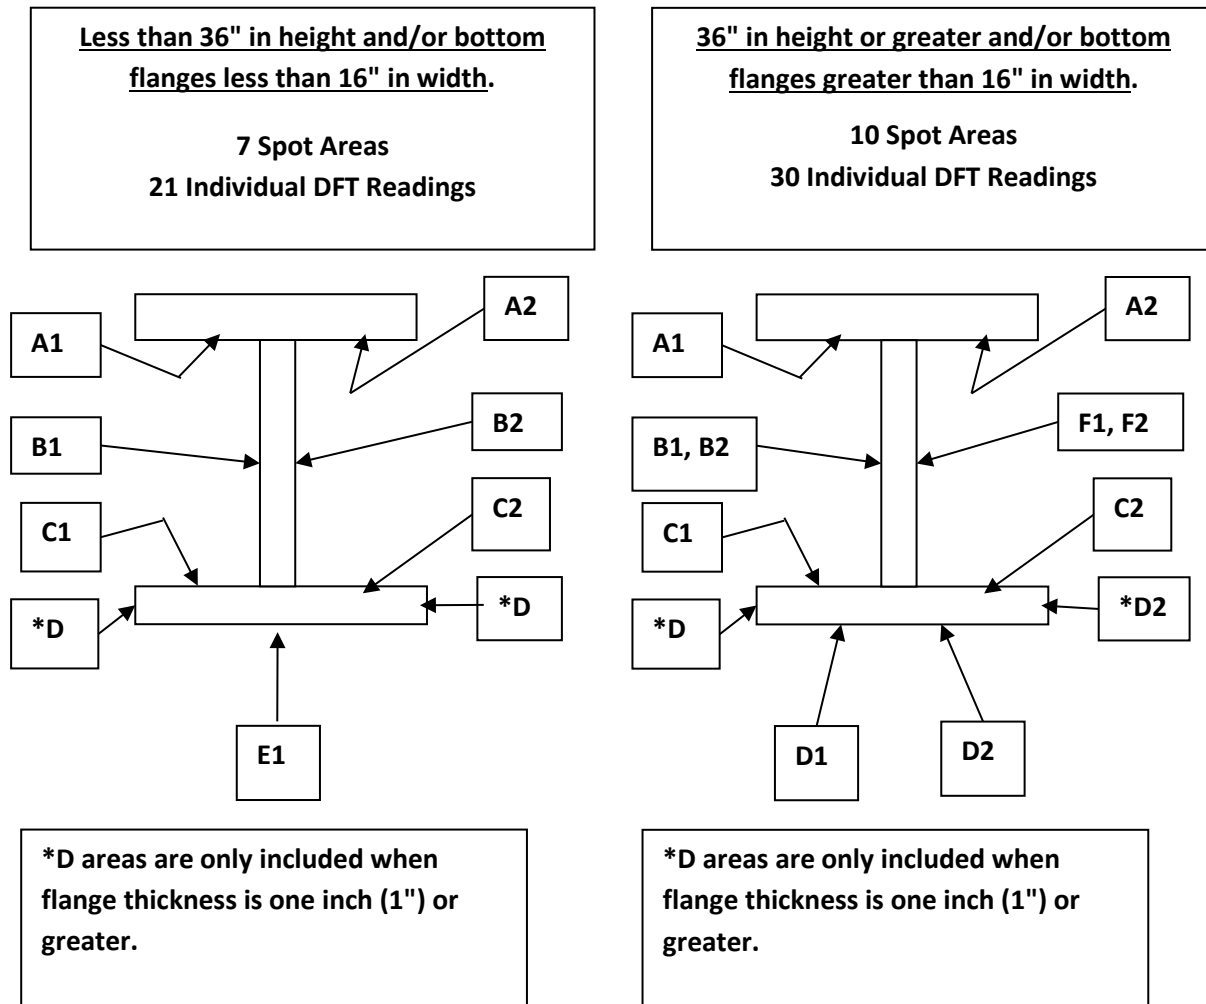 Less than 36" in height and/or bottom
flanges less than 16" in width.
7 Spot Areas
21 Individual DFT Readings
A1
A2
B1
B2
C1
C2
*D
*D
E1
*D areas are only included when
flange thickness is one inch (1") or
greater.
36" in height or greater and/or bottom
flanges greater than 16" in width.
10 Spot Areas
30 Individual DFT Readings
A1
A2
B1, B2
F1, F2
C1
C2
*D
*D2
D1
D2
*D areas are only included when
flange thickness is one inch (1") or
greater.